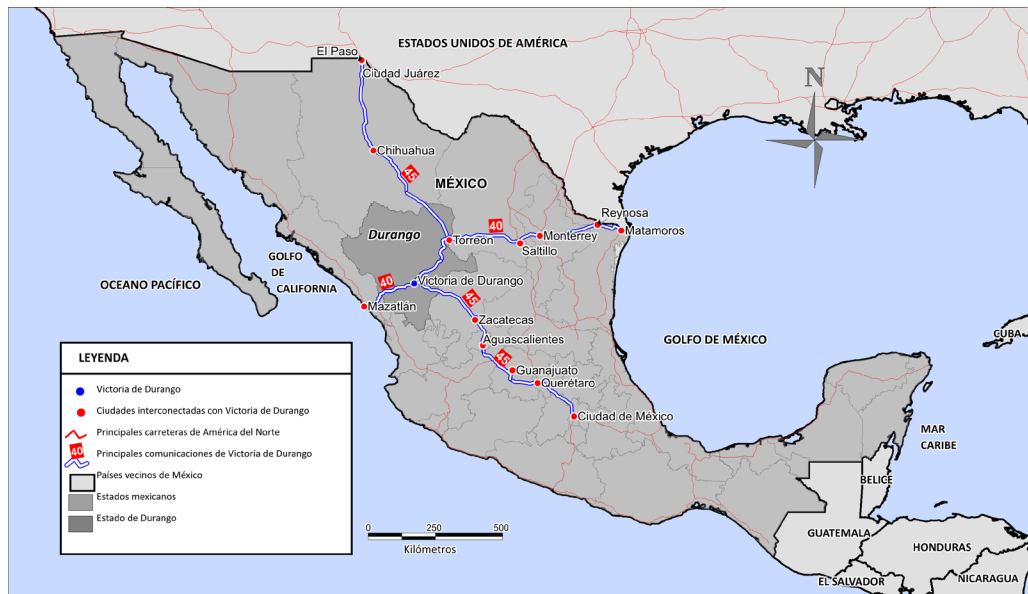 ESTADOS UNIDOS DE AMÉRICA
El Paso
Ciudad Juárez
N
Chihuahua
45
MÉXICO
Durango
40
Reynosa
Matamoros
Monterrey
Saltillo
Torreón
GOLFO
DE
CALIFORNIA
OCEANO PACÍFICO
40
Victoria de Durango
Mazatlán
45
Zacatecas
Aguascalientes
45
Guanajuato
Querétaro
Ciudad de México
GOLFO DE MÉXICO
CUBA
MAR
CARIBE
BELICE
GUATEMALA
HONDURAS
EL SALVADOR
NICARAGUA
LEYENDA
Victoria de Durango
Ciudades interconectadas con Victoria de Durango
Principales carreteras de América del Norte
40
Principales comunicaciones de Victoria de Durango
Países vecinos de México
Estados mexicanos
Estado de Durango
0 250 500
Kilómetros